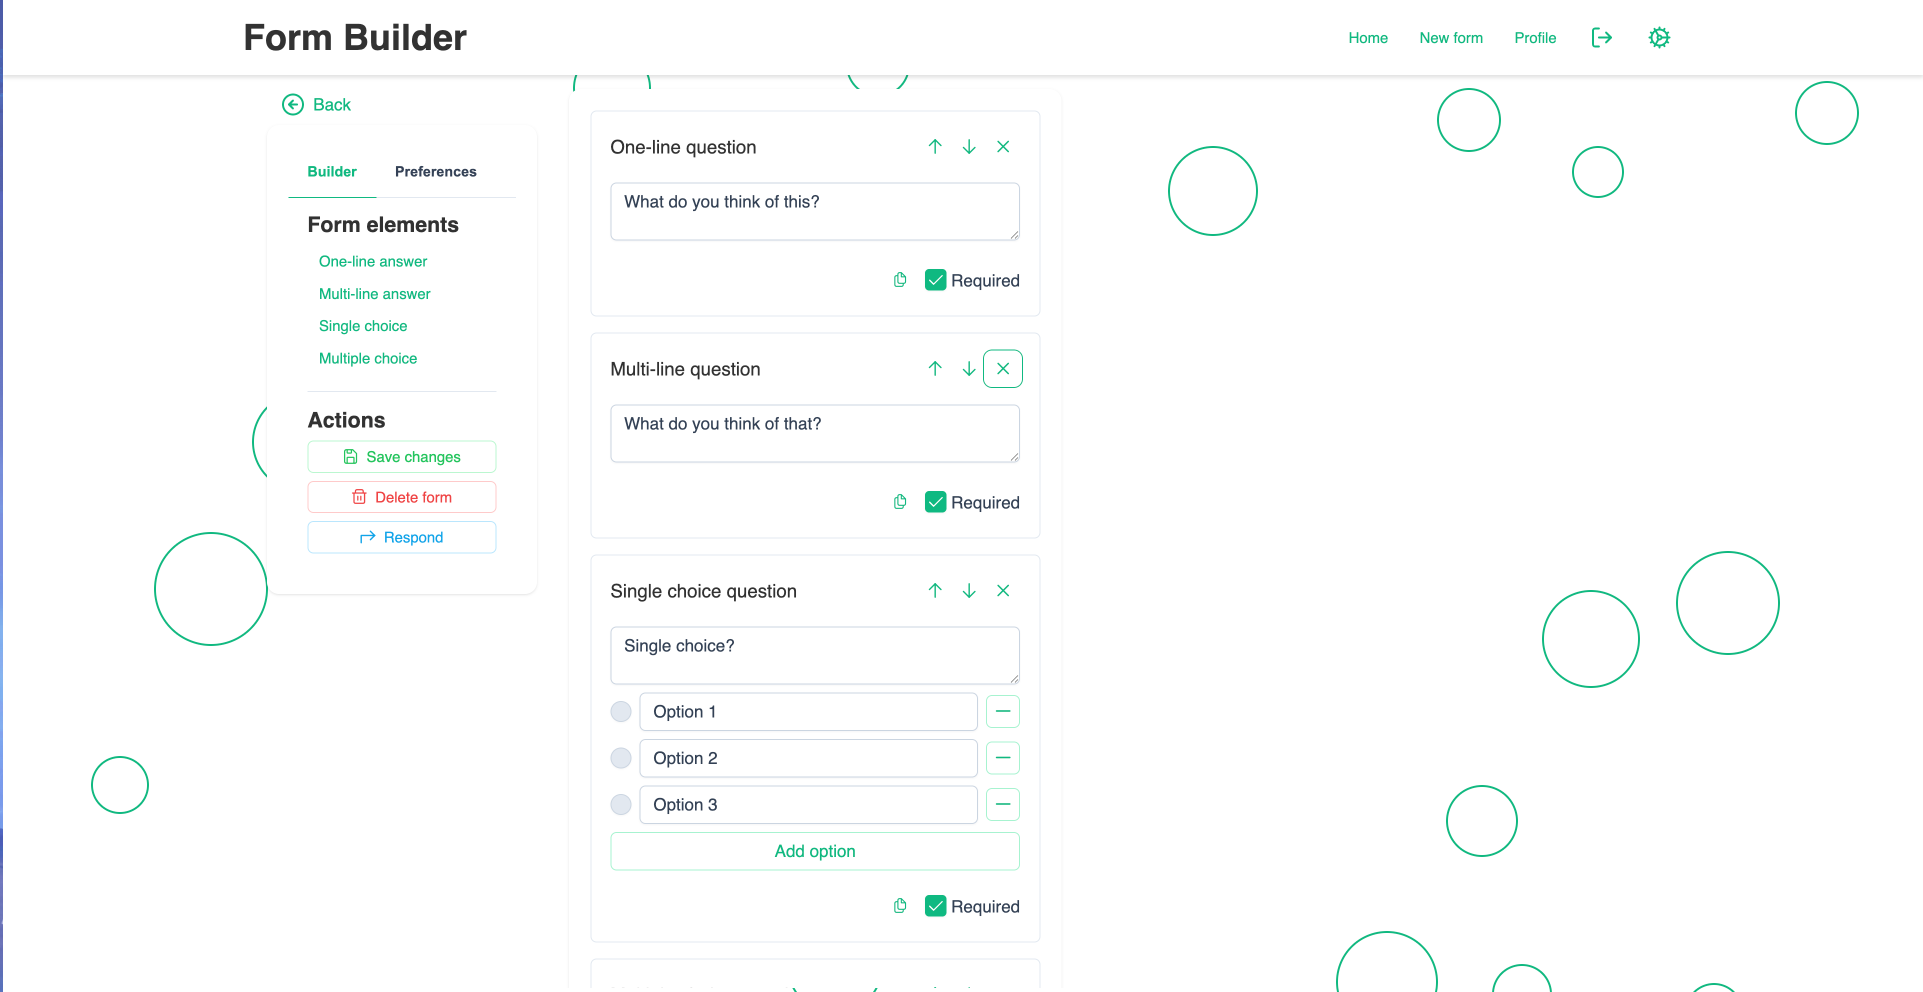 Form Builder
Home
New form
Profile
Back
Builder
Preferences
Form elements
One-line answer
Multi-line answer
Single choice
Multiple choice
Actions
Save changes
Delete form
Respond
One-line question
What do you think of this?
Required
Multi-line question
What do you think of that?
Required
Single choice question
Single choice?
Option 1
Option 2
Option 3
Add option
Required